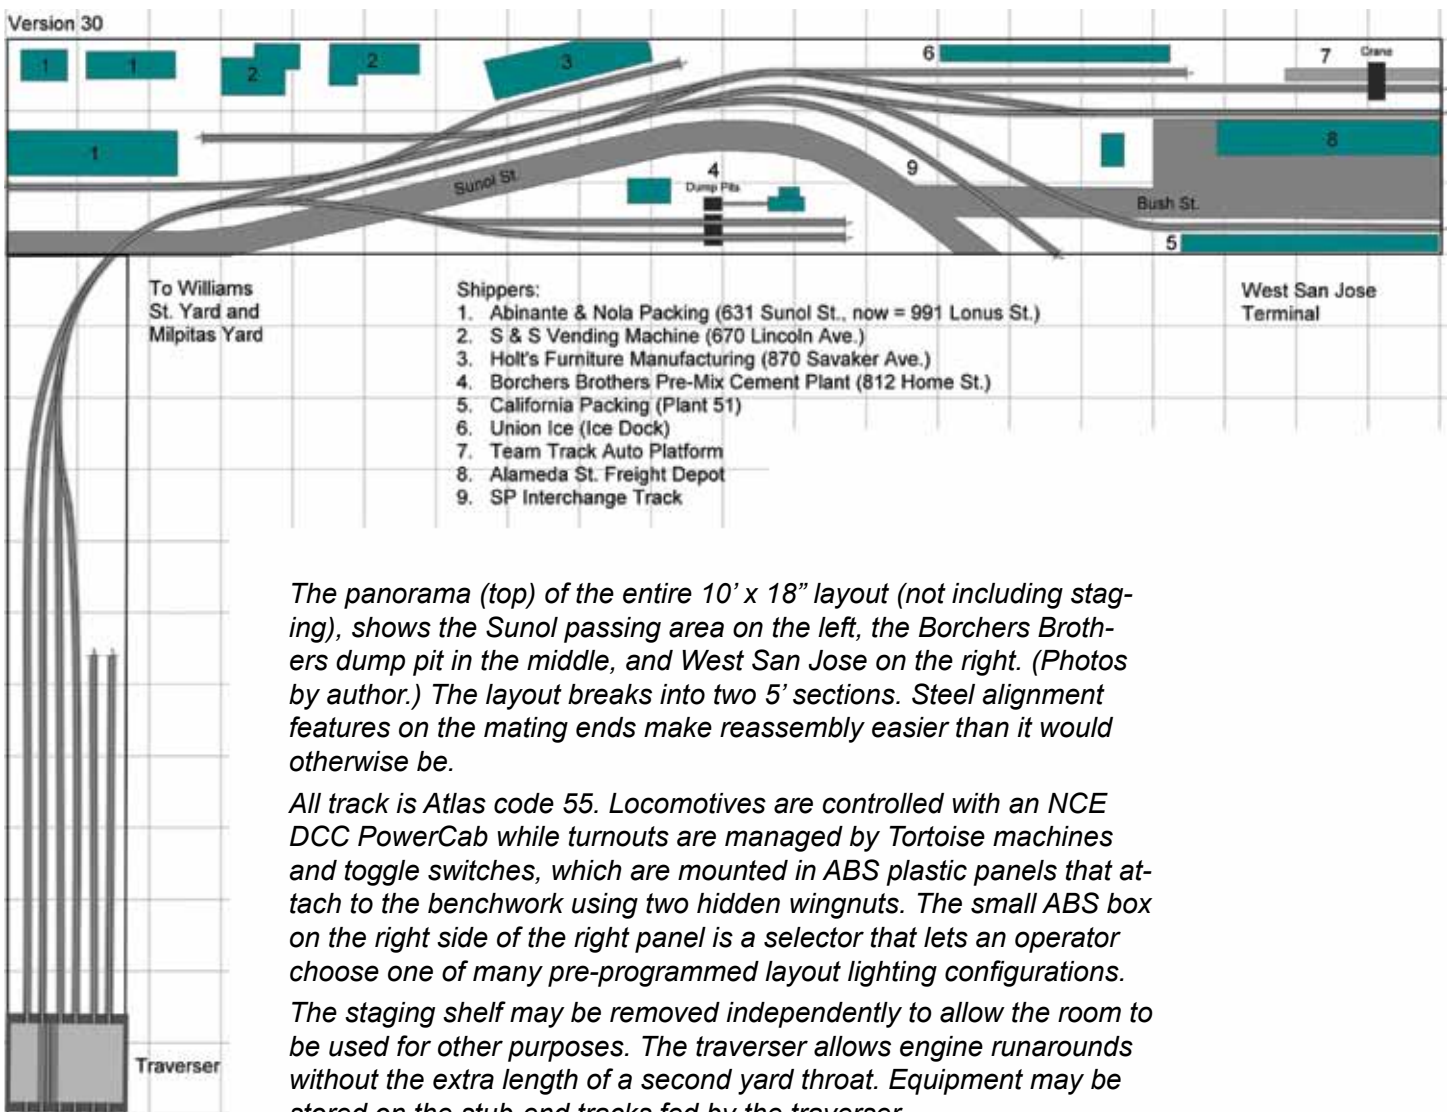 Version 30
1
1
2
2
3
6
7
Crane
1
8
4
Dump Pits
9
Sunol St.
Bush St.
5
To Williams
St. Yard and
Milpitas Yard
Shippers:
1. Abinante & Nola Packing (631 Sunol St., now = 991 Lonus St.)
2. S & S Vending Machine (670 Lincoln Ave.)
3. Holt's Furniture Manufacturing (870 Savaker Ave.)
4. Borchers Brothers Pre-Mix Cement Plant (812 Home St.)
5. California Packing (Plant 51)
6. Union Ice (Ice Dock)
7. Team Track Auto Platform
8. Alameda St. Freight Depot
9. SP Interchange Track
West San Jose
Terminal
The panorama (top) of the entire 10’ x 18” layout (not including stag-
ing), shows the Sunol passing area on the left, the Borchers Broth-
ers dump pit in the middle, and West San Jose on the right. (Photos
by author.) The layout breaks into two 5’ sections. Steel alignment
features on the mating ends make reassembly easier than it would
otherwise be.
All track is Atlas code 55. Locomotives are controlled with an NCE
DCC PowerCab while turnouts are managed by Tortoise machines
and toggle switches, which are mounted in ABS plastic panels that at-
tach to the benchwork using two hidden wingnuts. The small ABS box
on the right side of the right panel is a selector that lets an operator
choose one of many pre-programmed layout lighting configurations.
The staging shelf may be removed independently to allow the room to
be used for other purposes. The traverser allows engine runarounds
without the extra length of a second yard throat. Equipment may be
stored on the stub-end tracks fed by the traverser.
Traverser